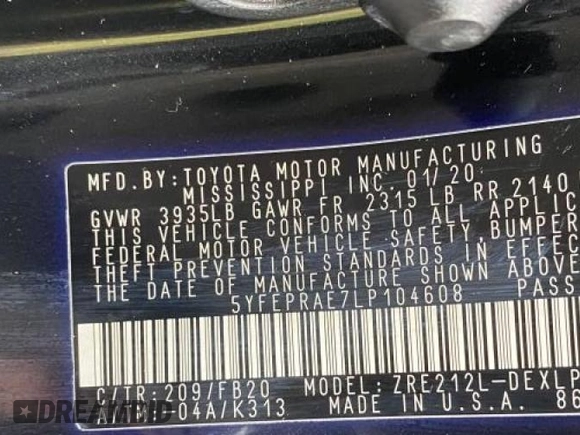 MFD. BY: TOYOTA MOTOR MANUFACTURING
MISSISSIPPI INC. 01/20
GVWR 3935LB GAWR FR 2315 LB RR 2140
THIS VEHICLE CONFORMS TO ALL APPLIC
FEDERAL MOTOR VEHICLE SAFETY, BUMPER
THEFT PREVENTION STANDARDS IN EFFEC
THE DATE OF MANUFACTURE SHOWN ABOVE
5YFEPRAE7LP104608 PASS
C/TR: 209/FB20 MODEL: ZRE212L-DEXLP
-04A/K313 MADE IN U.S.A. 86
DREAMBID